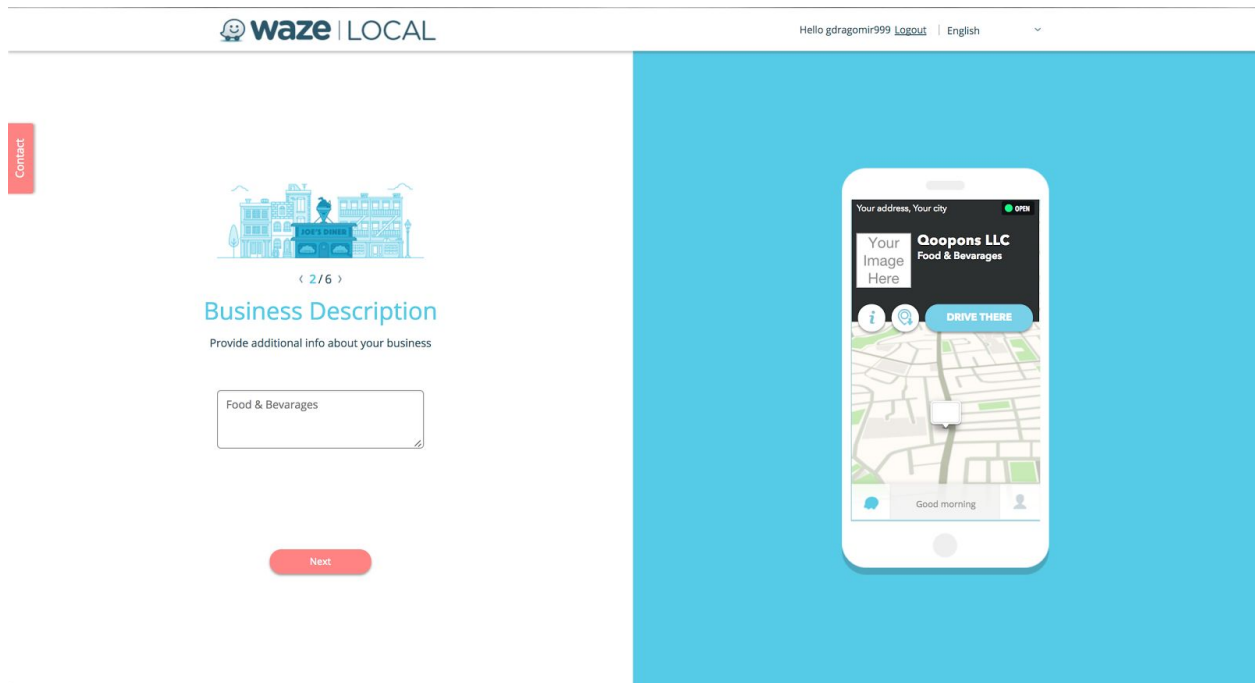 waze | LOCAL
Hello gdragomir999 Logout | English
Contact
JOE'S DINER
‹ 2/6 ›
Business Description
Provide additional info about your business
Food & Bevarages
Next
Your address, Your city
OPEN
Your
Image
Here
Qoopons LLC
Food & Bevarages
i
DRIVE THERE
Good morning